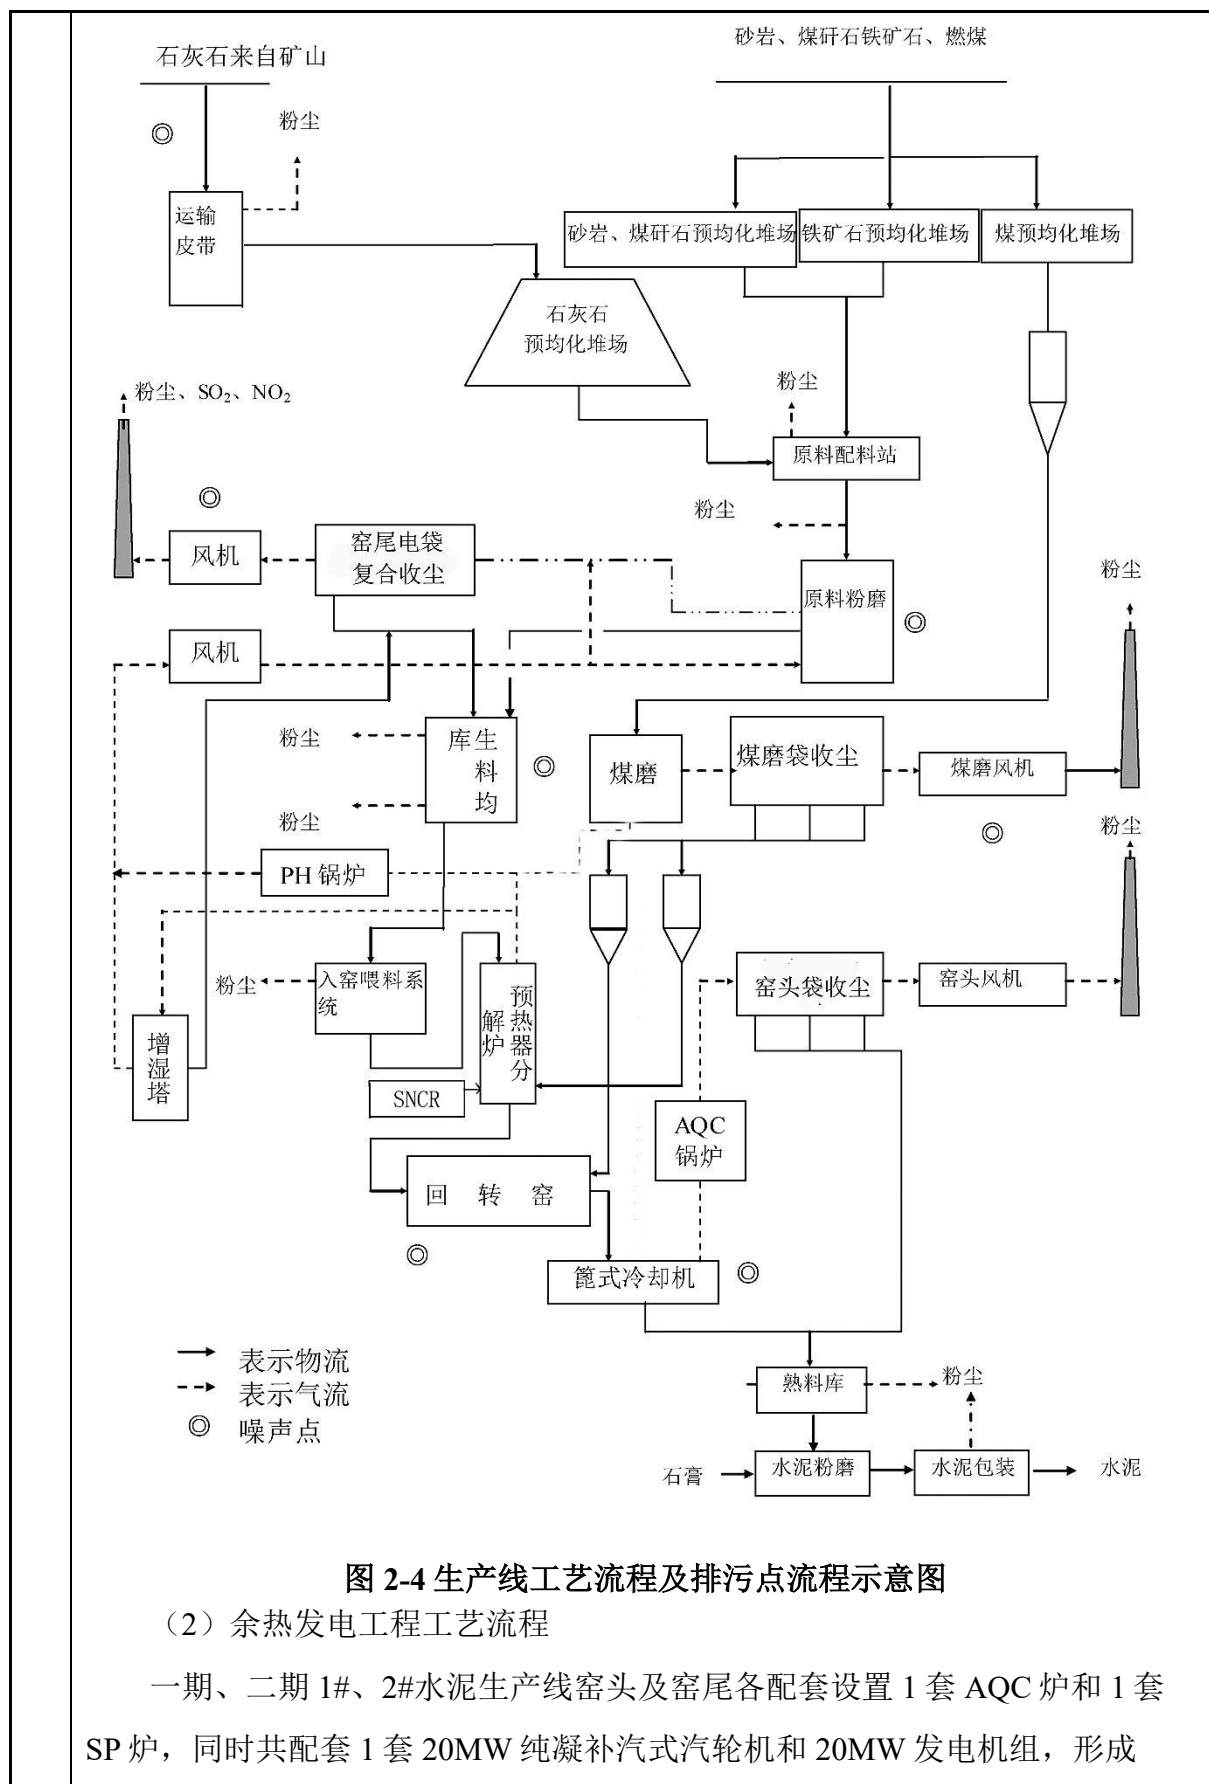 石灰石来自矿山
砂岩、煤矸石铁矿石、燃煤
粉尘
运输
皮带
砂岩、煤矸石预均化堆场
铁矿石预均化堆场
煤预均化堆场
石灰石
预均化堆场
粉尘、SO₂、NO₂
粉尘
原料配料站
粉尘
风机
窑尾电袋
复合收尘
原料粉磨
粉尘
风机
粉尘
库生
料
均
煤磨
煤磨袋收尘
煤磨风机
粉尘
粉尘
PH 锅炉
粉尘
入窑喂料系
统
预热器分
解炉
窑头袋收尘
窑头风机
增湿塔
SNCR
AQC
锅炉
回 转 窑
篦式冷却机
表示物流
表示气流
噪声点
熟料库
粉尘
石膏
水泥粉磨
水泥包装
水泥
图 2-4 生产线工艺流程及排污点流程示意图
（2）余热发电工程工艺流程
一期、二期 1#、2#水泥生产线窑头及窑尾各配套设置 1 套 AQC 炉和 1 套
SP 炉，同时共配套 1 套 20MW 纯凝补汽式汽轮机和 20MW 发电机组，形成